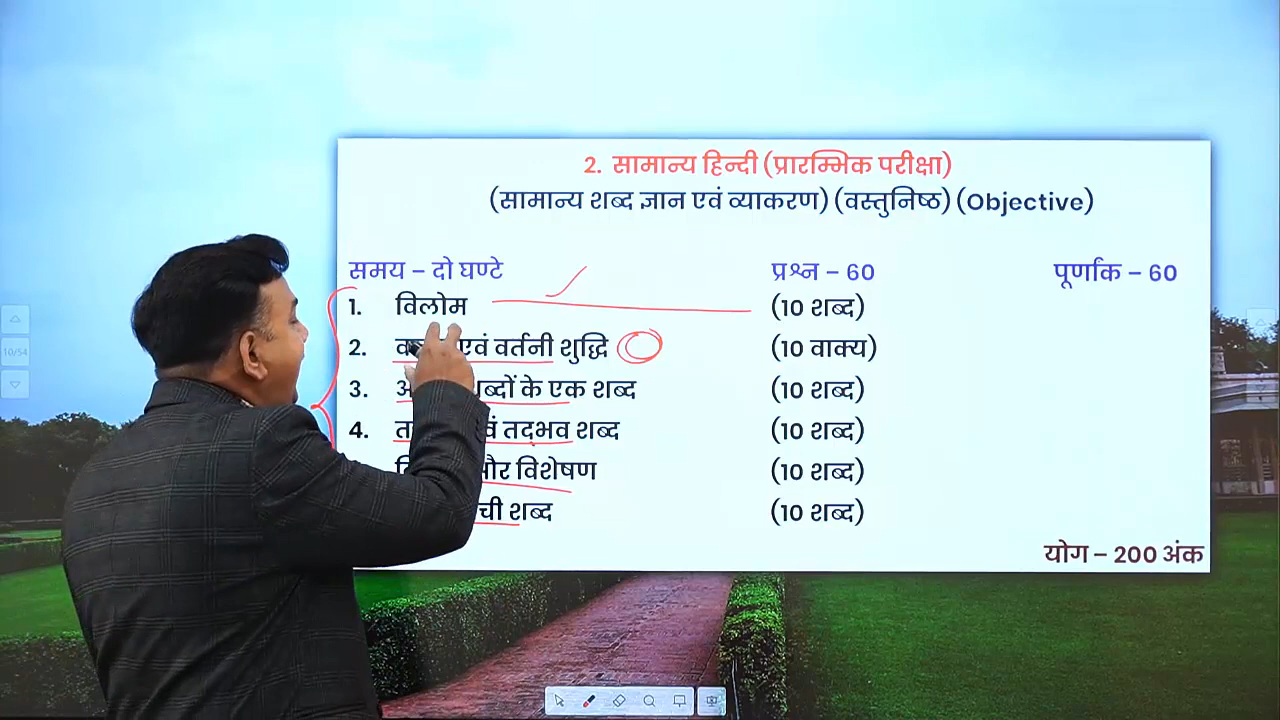 2. सामान्य हिन्दी (प्रारम्भिक परीक्षा)
(सामान्य शब्द ज्ञान एवं व्याकरण) (वस्तुनिष्ठ) (Objective)
समय – दो घण्टे प्रश्न – 60 पूर्णांक – 60
1. विलोम (10 शब्द)
2. एवं वर्तनी शुद्धि (10 वाक्य)
3. शब्दों के एक शब्द (10 शब्द)
4. एवं तद्भव शब्द (10 शब्द)
और विशेषण (10 शब्द)
शब्द (10 शब्द)
योग – 200 अंक
10/54